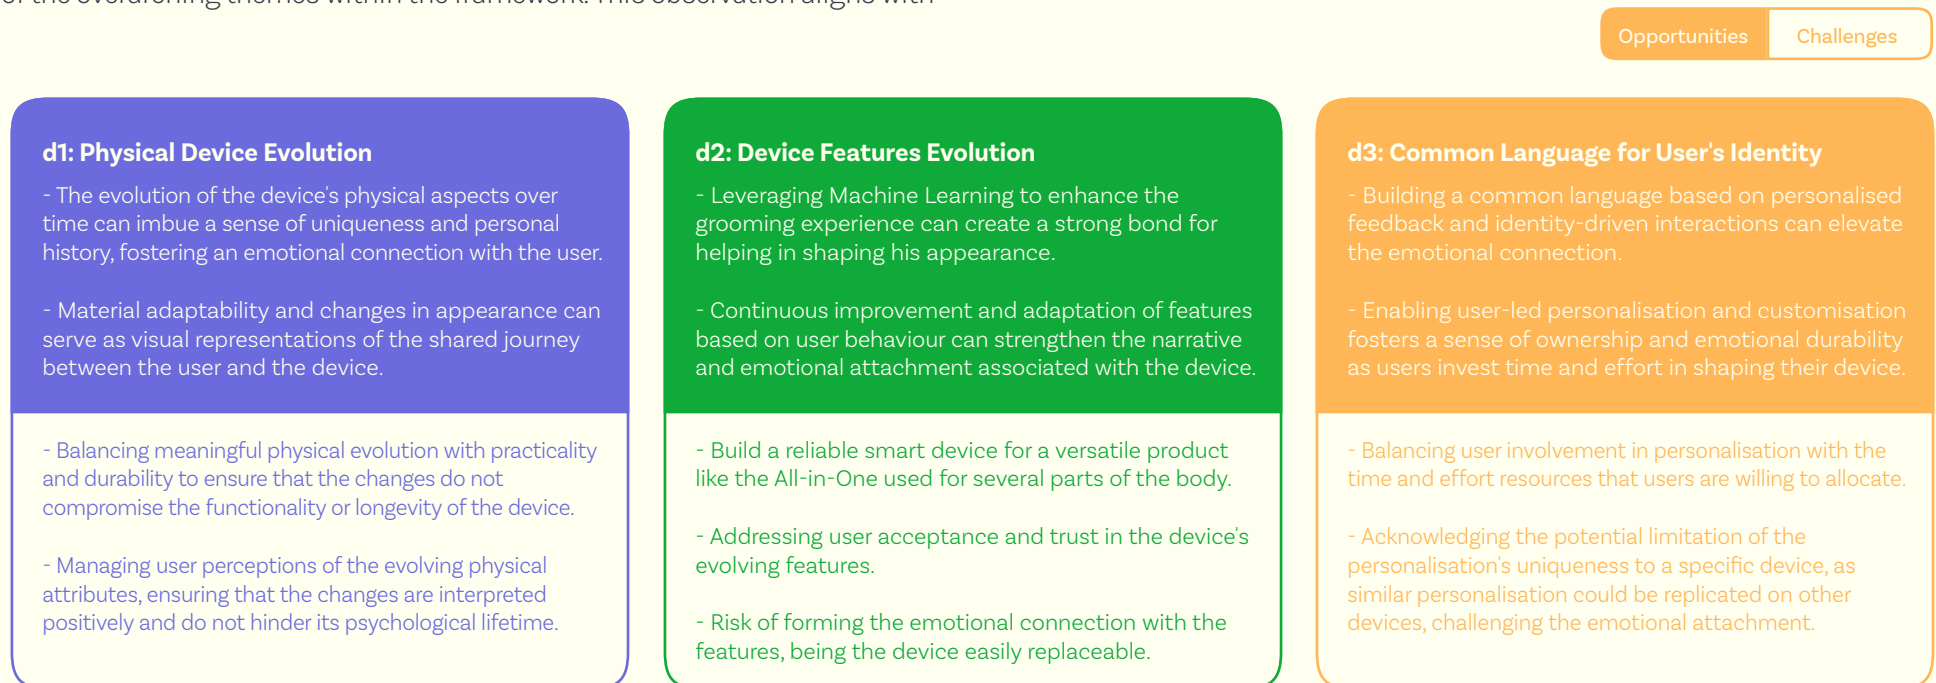 of the overarching themes within the framework. This observation aligns with
Opportunities
Challenges
d1: Physical Device Evolution
- The evolution of the device's physical aspects over
time can imbue a sense of uniqueness and personal
history, fostering an emotional connection with the user.
- Material adaptability and changes in appearance can
serve as visual representations of the shared journey
between the user and the device.
- Balancing meaningful physical evolution with practicality
and durability to ensure that the changes do not
compromise the functionality or longevity of the device.
- Managing user perceptions of the evolving physical
attributes, ensuring that the changes are interpreted
positively and do not hinder its psychological lifetime.
d2: Device Features Evolution
- Leveraging Machine Learning to enhance the
grooming experience can create a strong bond for
helping in shaping his appearance.
- Continuous improvement and adaptation of features
based on user behaviour can strengthen the narrative
and emotional attachment associated with the device.
- Build a reliable smart device for a versatile product
like the All-in-One used for several parts of the body.
- Addressing user acceptance and trust in the device's
evolving features.
- Risk of forming the emotional connection with the
features, being the device easily replaceable.
d3: Common Language for User's Identity
- Building a common language based on personalised
feedback and identity-driven interactions can elevate
the emotional connection.
- Enabling user-led personalisation and customisation
fosters a sense of ownership and emotional durability
as users invest time and effort in shaping their device.
- Balancing user involvement in personalisation with the
time and effort resources that users are willing to allocate.
- Acknowledging the potential limitation of the
personalisation's uniqueness to a specific device, as
similar personalisation could be replicated on other
devices, challenging the emotional attachment.